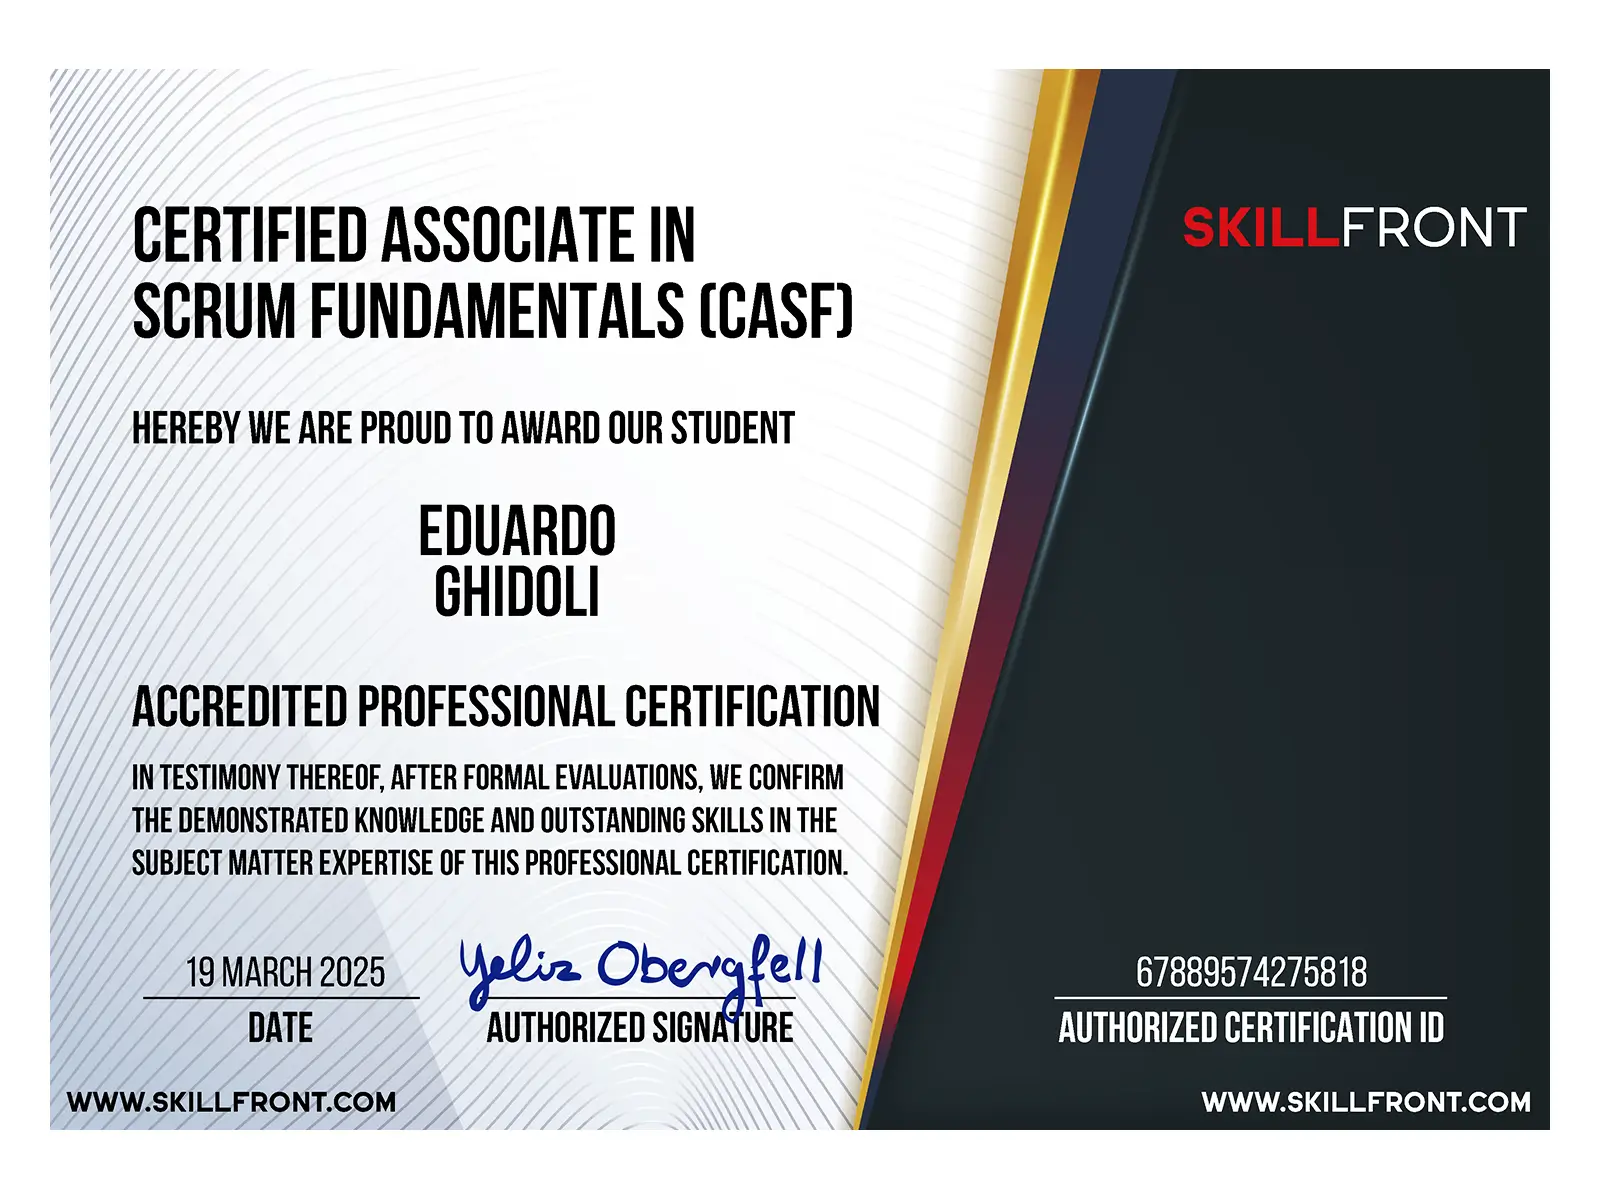 CERTIFIED ASSOCIATE IN
SCRUM FUNDAMENTALS (CASF)
SKILLFRONT
HEREBY WE ARE PROUD TO AWARD OUR STUDENT
EDUARDO
GHIDOLI
ACCREDITED PROFESSIONAL CERTIFICATION
IN TESTIMONY THEREOF, AFTER FORMAL EVALUATIONS, WE CONFIRM
THE DEMONSTRATED KNOWLEDGE AND OUTSTANDING SKILLS IN THE
SUBJECT MATTER EXPERTISE OF THIS PROFESSIONAL CERTIFICATION.
19 MARCH 2025
DATE
Yeliz Obergfell
AUTHORIZED SIGNATURE
67889574275818
AUTHORIZED CERTIFICATION ID
WWW.SKILLFRONT.COM
WWW.SKILLFRONT.COM